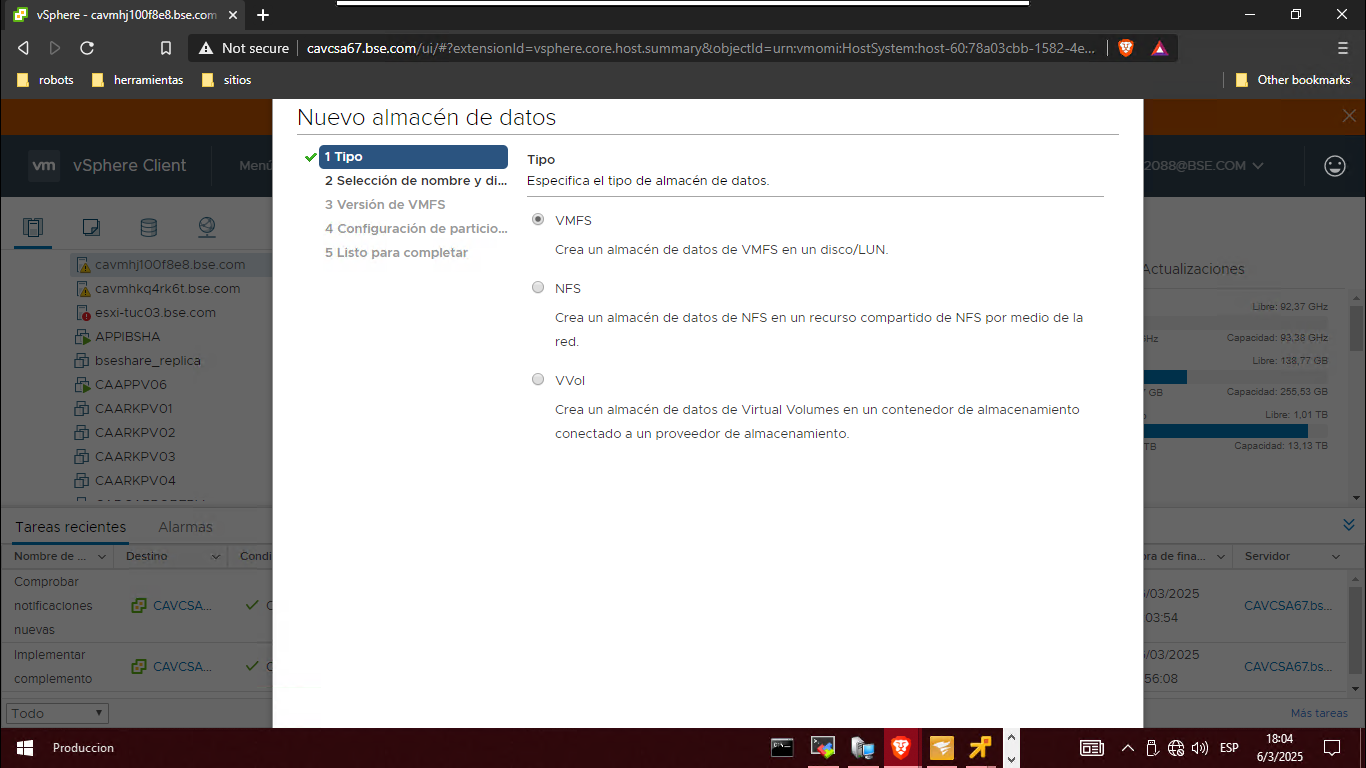 vSphere - cavmhj100f8e8.bse.com
Not secure
cavcsa67.bse.com/ui/#?extensionId=vsphere.core.host.summary&objectId=urn:vmomi:HostSystem:host-60:78a03cbb-1582-4e...
robots
herramientas
sitios
Other bookmarks
vm
vSphere Client
Menú
2088@BSE.COM
cavmhj100f8e8.bse.com
cavmhkq4rk6t.bse.com
esxi-tuc03.bse.com
APPIBSHA
bseshare_replica
CAAPPV06
CAARKPV01
CAARKPV02
CAARKPV03
CAARKPV04
Nuevo almacén de datos
1 Tipo
2 Selección de nombre y di...
3 Versión de VMFS
4 Configuración de particio...
5 Listo para completar
Tipo
Especifica el tipo de almacén de datos.
VMFS
Crea un almacén de datos de VMFS en un disco/LUN.
NFS
Crea un almacén de datos de NFS en un recurso compartido de NFS por medio de la
red.
VVol
Crea un almacén de datos de Virtual Volumes en un contenedor de almacenamiento
conectado a un proveedor de almacenamiento.
Actualizaciones
Libre: 92,37 GHz
Hz
Capacidad: 93,38 GHz
Libre: 138,77 GB
GB
Capacidad: 255,53 GB
Libre: 1,01 TB
TB
Capacidad: 13,13 TB
Tareas recientes
Alarmas
Nombre de ...
Destino
Condi
ra de fina...
Servidor
Comprobar
notificaciones
nuevas
CAVCSA...
/03/2025
:03:54
CAVCSA67.bs...
Implementar
complemento
CAVCSA...
/03/2025
:56:08
CAVCSA67.bs...
Todo
Más tareas
Produccion
ESP
18:04
6/3/2025